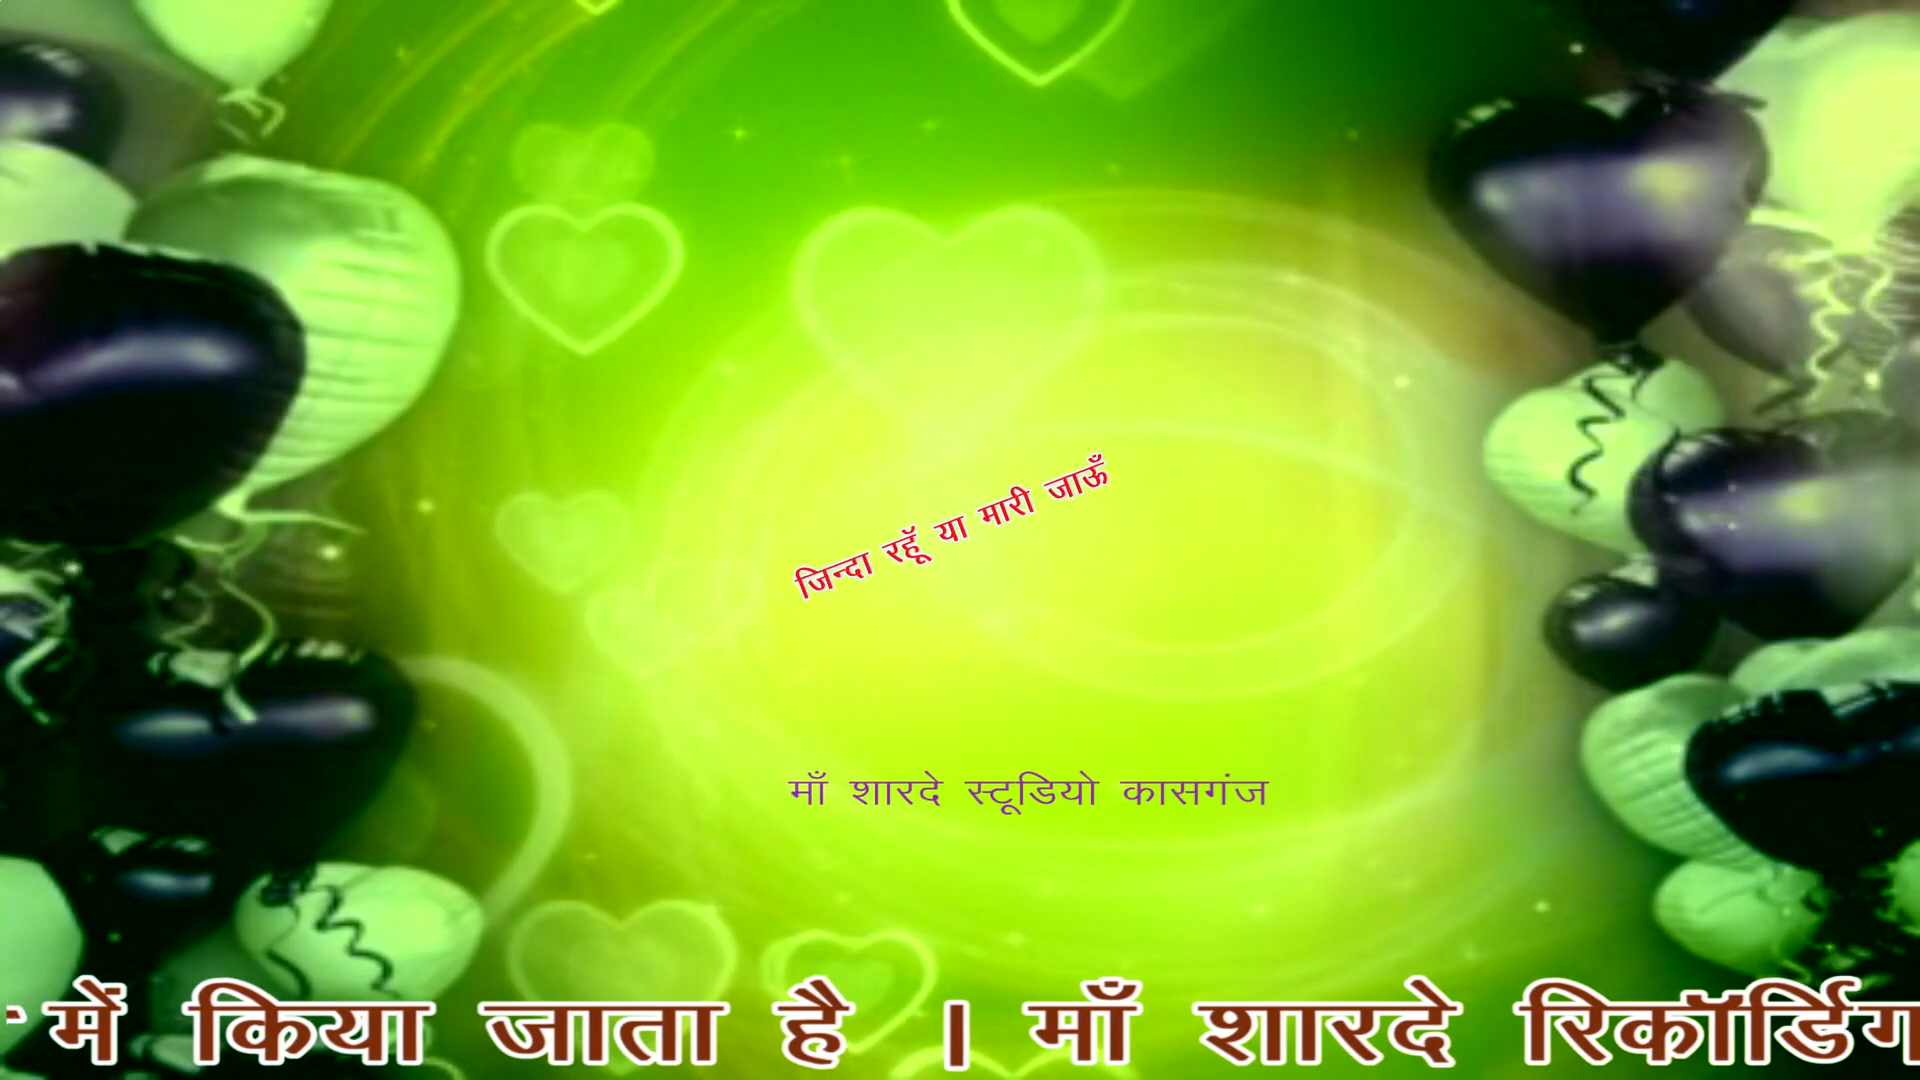 जिन्दा रहूॅ या मारी जाऊँ
माँ शारदे स्टूडियो कासगंज
में किया जाता है । माँ शारदे रिकॉर्डिंग